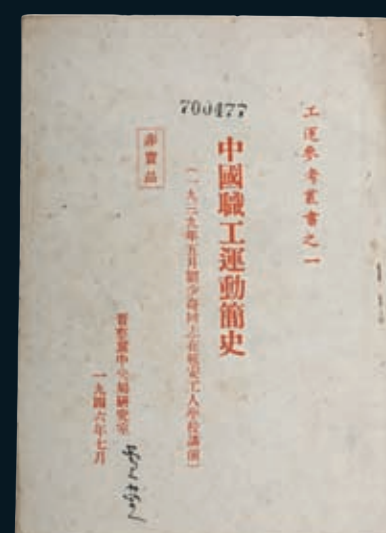 700477
工運參考叢書之一
中國職工運動簡史
（一九三九年五月劉少奇同志在延安工人學校講演）
非賣品
晉察冀中央局研究室
一九四六年七月